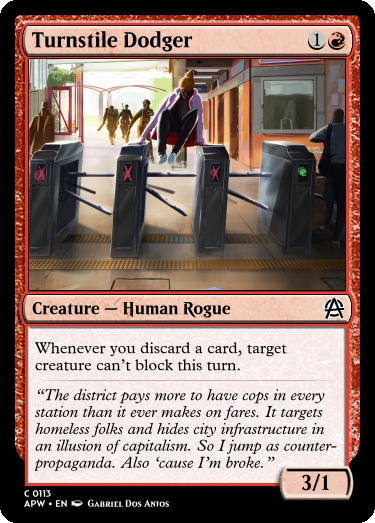 Turnstile Dodger 1
Creature — Human Rogue
Whenever you discard a card, target
creature can't block this turn.
“The district pays more to have cops in every
station than it ever makes on fares. It targets
homeless folks and hides city infrastructure in
an illusion of capitalism. So I jump as counter-
propaganda. Also ‘cause I'm broke.”
3/1
C 0113
APW • EN Gabriel Dos Antos